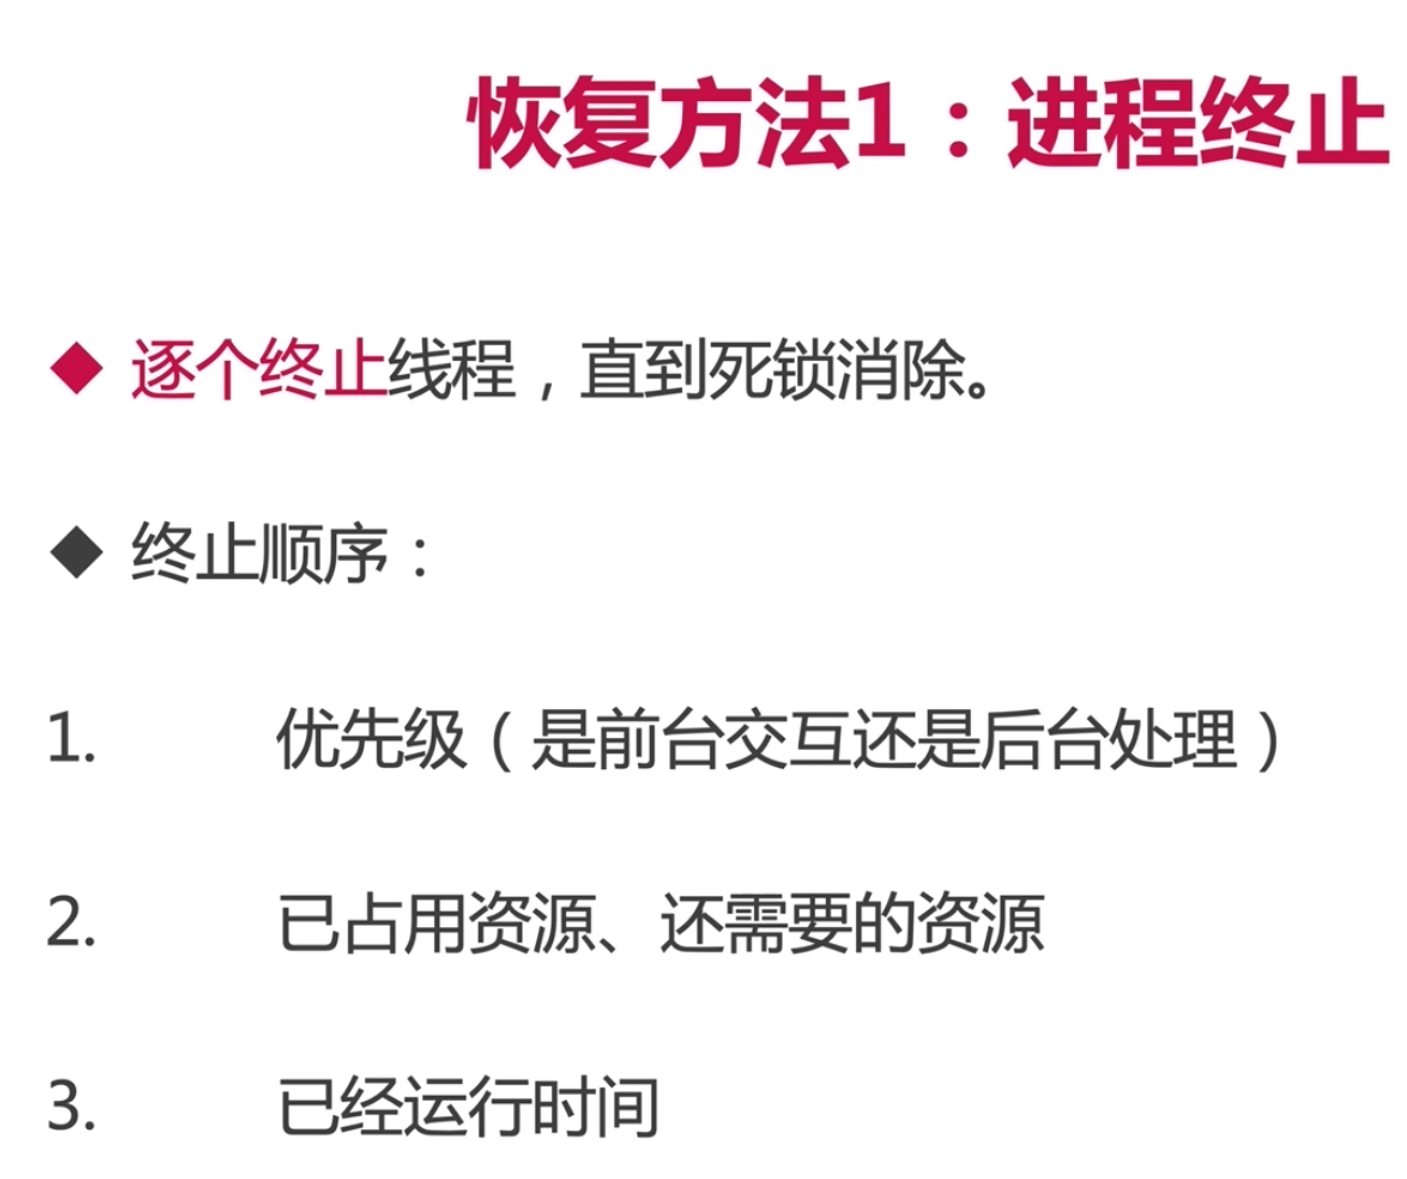 恢复方法1：进程终止
◆ 逐个终止线程，直到死锁消除。
◆ 终止顺序：
1. 优先级（是前台交互还是后台处理）
2. 已占用资源、还需要的资源
3. 已经运行时间